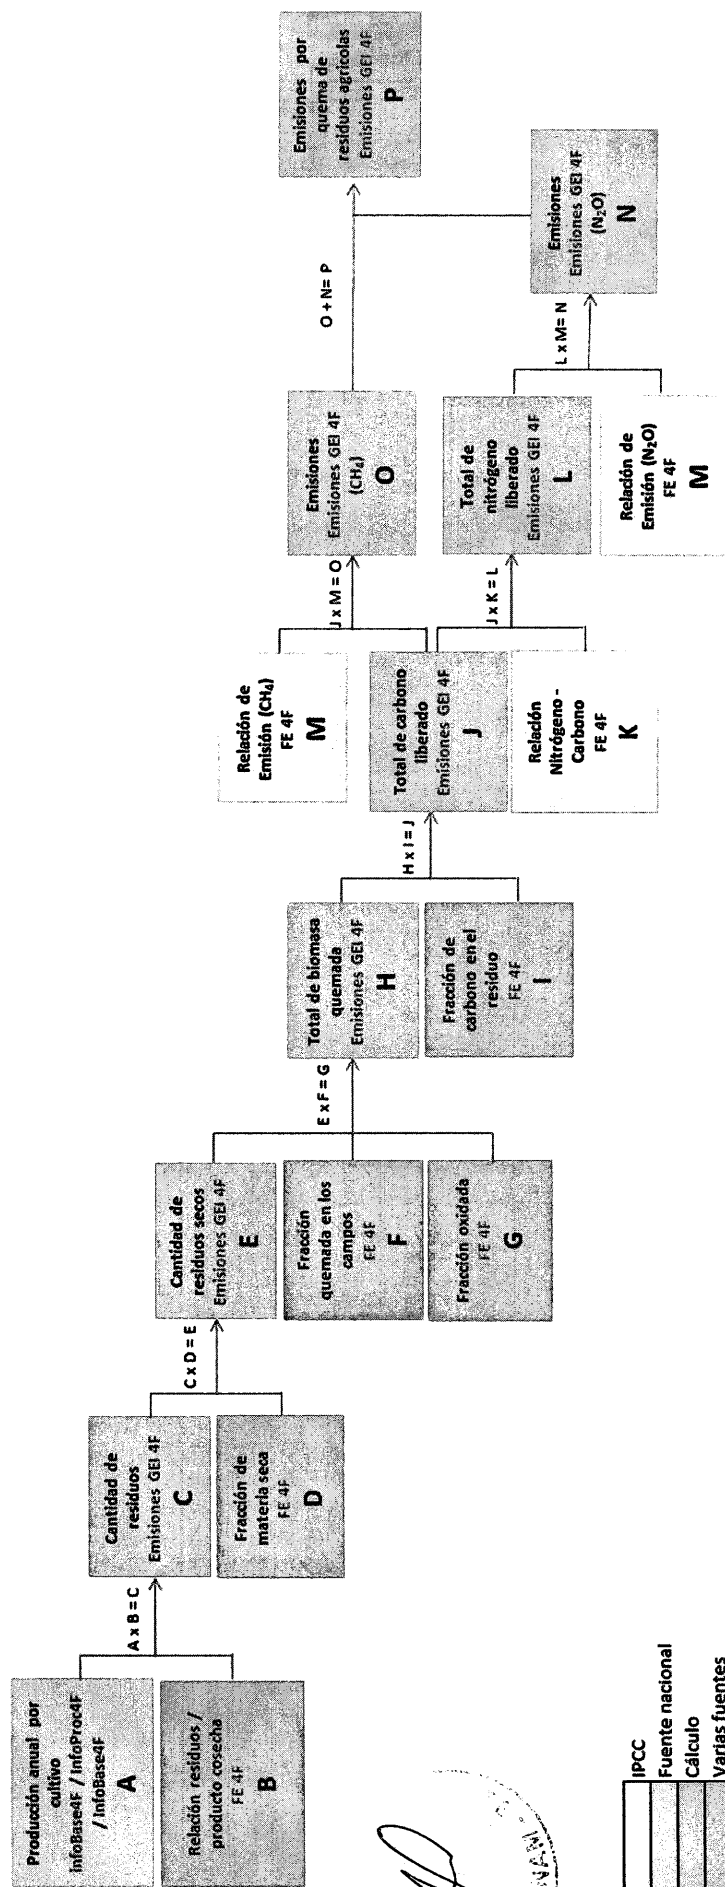 Producción anual por
cultivo
InfoBase4F / InfoProc4F
/ InfoBase4F
A
Relación residuos /
producto cosecha
FE 4F
B
A x B = C
Cantidad de
residuos
Emisiones GEI 4F
C
Fracción de
materia seca
FE 4F
D
C x D = E
Cantidad de
residuos secos
Emisiones GEI 4F
E
Fracción
quemada en los
campos
FE 4F
F
Fracción oxidada
FE 4F
G
E x F = G
Total de biomasa
quemada
Emisiones GEI 4F
H
Fracción de
carbono en el
residuo
FE 4F
I
H x I = J
Relación de
Emisión (CH₄)
FE 4F
M
Total de carbono
liberado
Emisiones GEI 4F
J
Relación
Nitrógeno -
Carbono
FE 4F
K
J x M = O
J x K = L
Emisiones
Emisiones GEI 4F
(CH₄)
O
Total de
nitrógeno
liberado
Emisiones GEI 4F
L
Relación de
Emisión (N₂O)
FE 4F
M
O + N= P
L x M= N
Emisiones por
quema de
residuos agrícolas
Emisiones GEI 4F
P
Emisiones
Emisiones GEI 4F
(N₂O)
N
IPCC
Fuente nacional
Cálculo
Varias fuentes